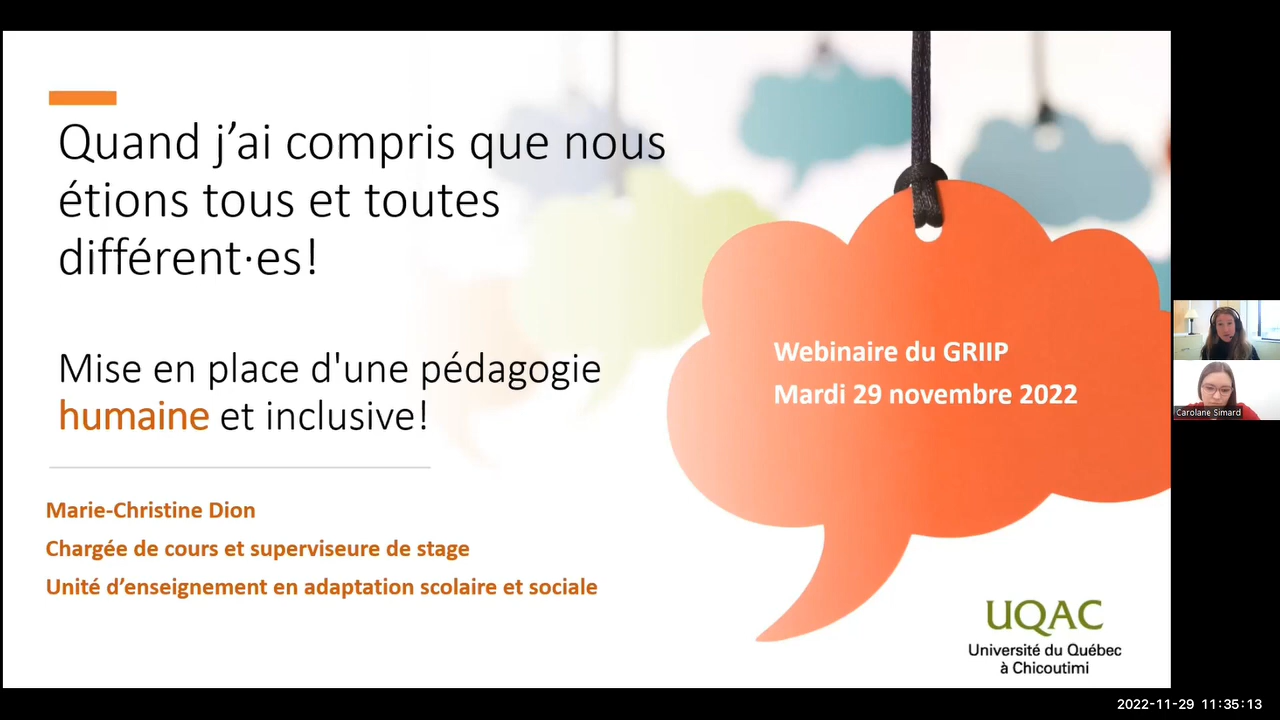 Quand j’ai compris que nous
étions tous et toutes
différent·es!
Mise en place d'une pédagogie
humaine et inclusive!
Marie-Christine Dion
Chargée de cours et superviseure de stage
Unité d’enseignement en adaptation scolaire et sociale
Webinaire du GRIIP
Mardi 29 novembre 2022
UQAC
Université du Québec
à Chicoutimi
Carolane Simard
2022-11-29 11:35:13